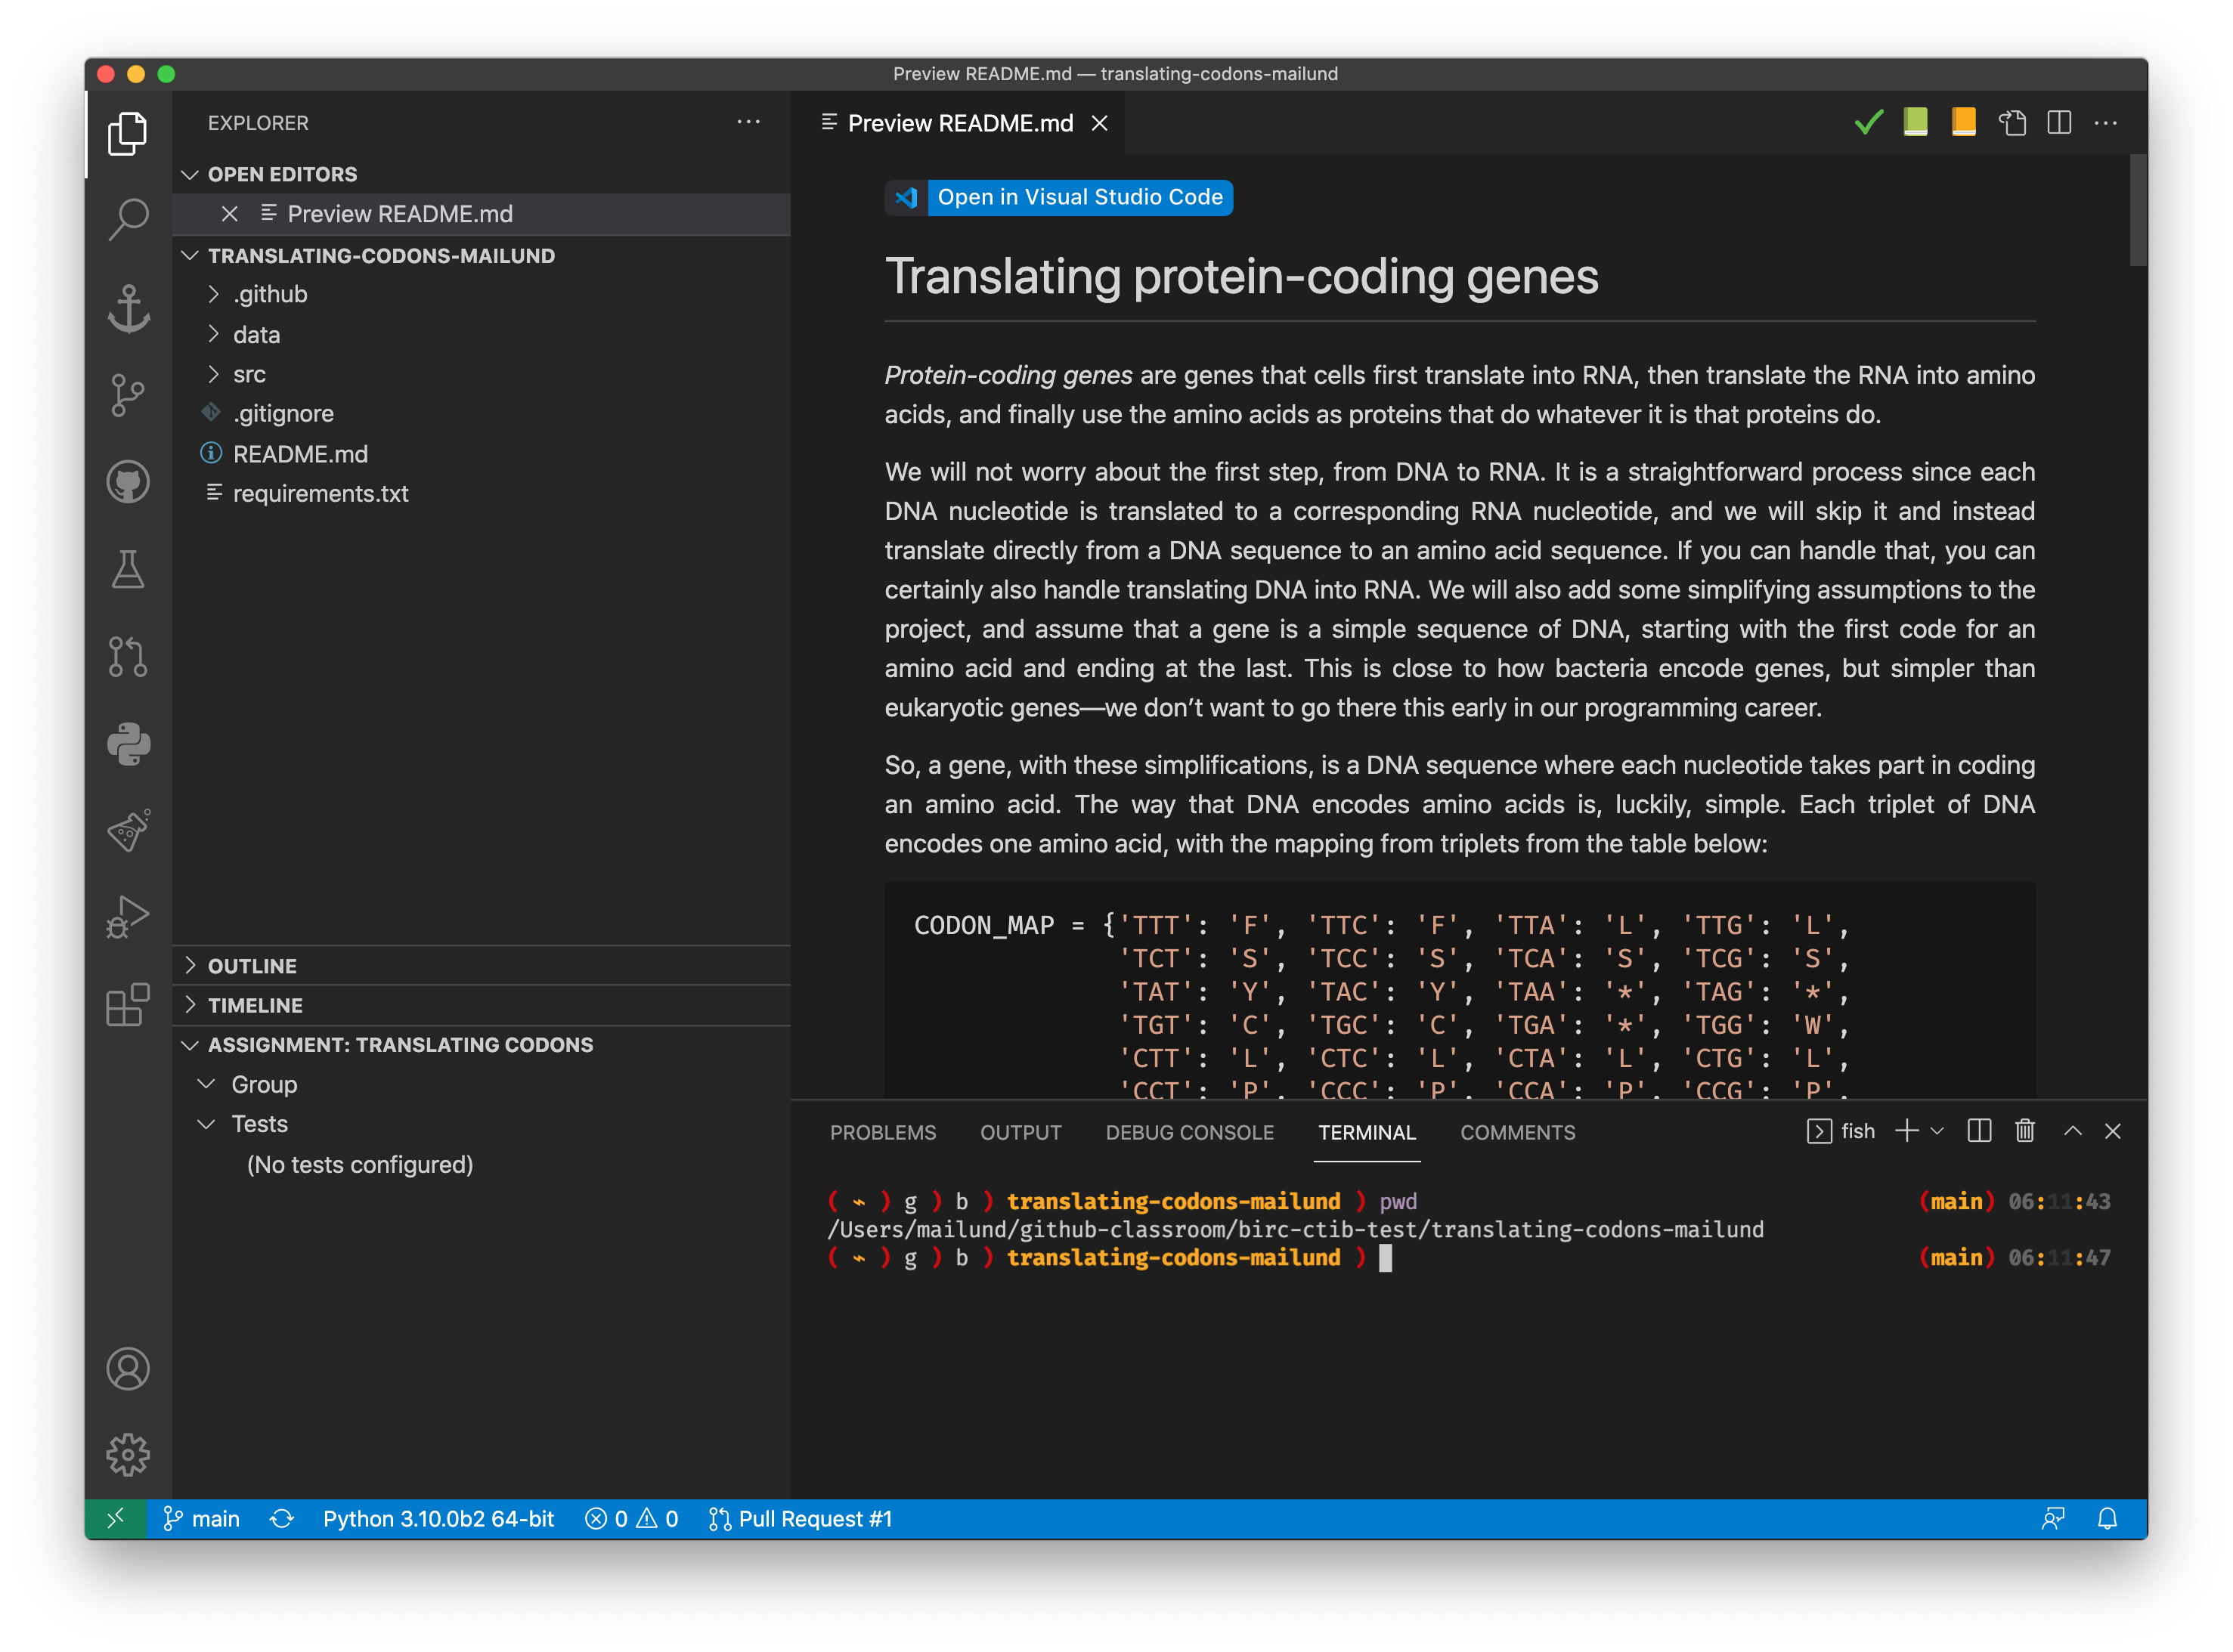 Preview README.md — translating-codons-mailund
EXPLORER
OPEN EDITORS
Preview README.md
TRANSLATING-CODONS-MAILUND
.github
data
src
.gitignore
README.md
requirements.txt
OUTLINE
TIMELINE
ASSIGNMENT: TRANSLATING CODONS
Group
Tests
(No tests configured)
Preview README.md
Open in Visual Studio Code
Translating protein-coding genes
Protein-coding genes are genes that cells first translate into RNA, then translate the RNA into amino
acids, and finally use the amino acids as proteins that do whatever it is that proteins do.
We will not worry about the first step, from DNA to RNA. It is a straightforward process since each
DNA nucleotide is translated to a corresponding RNA nucleotide, and we will skip it and instead
translate directly from a DNA sequence to an amino acid sequence. If you can handle that, you can
certainly also handle translating DNA into RNA. We will also add some simplifying assumptions to the
project, and assume that a gene is a simple sequence of DNA, starting with the first code for an
amino acid and ending at the last. This is close to how bacteria encode genes, but simpler than
eukaryotic genes—we don’t want to go there this early in our programming career.
So, a gene, with these simplifications, is a DNA sequence where each nucleotide takes part in coding
an amino acid. The way that DNA encodes amino acids is, luckily, simple. Each triplet of DNA
encodes one amino acid, with the mapping from triplets from the table below:
CODON_MAP = {'TTT': 'F', 'TTC': 'F', 'TTA': 'L', 'TTG': 'L',
'TCT': 'S', 'TCC': 'S', 'TCA': 'S', 'TCG': 'S',
'TAT': 'Y', 'TAC': 'Y', 'TAA': '*', 'TAG': '*',
'TGT': 'C', 'TGC': 'C', 'TGA': '*', 'TGG': 'W',
'CTT': 'L', 'CTC': 'L', 'CTA': 'L', 'CTG': 'L',
'CCT': 'P', 'CCC': 'P', 'CCA': 'P', 'CCG': 'P',
PROBLEMS OUTPUT DEBUG CONSOLE TERMINAL COMMENTS fish
( ~ ) g ) b ) translating-codons-mailund ) pwd (main) 06:11:43
/Users/mailund/github-classroom/birc-ctib-test/translating-codons-mailund
( ~ ) g ) b ) translating-codons-mailund ) (main) 06:11:47
main Python 3.10.0b2 64-bit 0 0 Pull Request #1